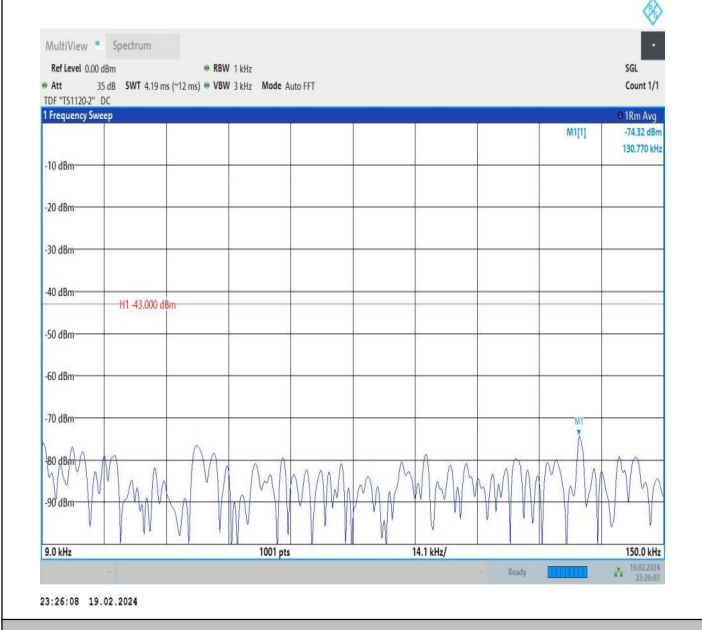 MultiView Spectrum
Ref Level 0.00 dBm RBW 1 kHz SGL
Att 35 dB SWT 4.19 ms (~12 ms) VBW 3 kHz Mode Auto FFT Count 1/1
TDF "TS1120-2" DC
1 Frequency Sweep 1Rm Avg
M1[1] -74.32 dBm
130.770 kHz
-10 dBm
-20 dBm
-30 dBm
-40 dBm
H1 -43.000 dBm
-50 dBm
-60 dBm
-70 dBm
M1
-80 dBm
-90 dBm
9.0 kHz 1001 pts 14.1 kHz/ 150.0 kHz
Ready 19.02.2024
23:26:07
23:26:08 19.02.2024